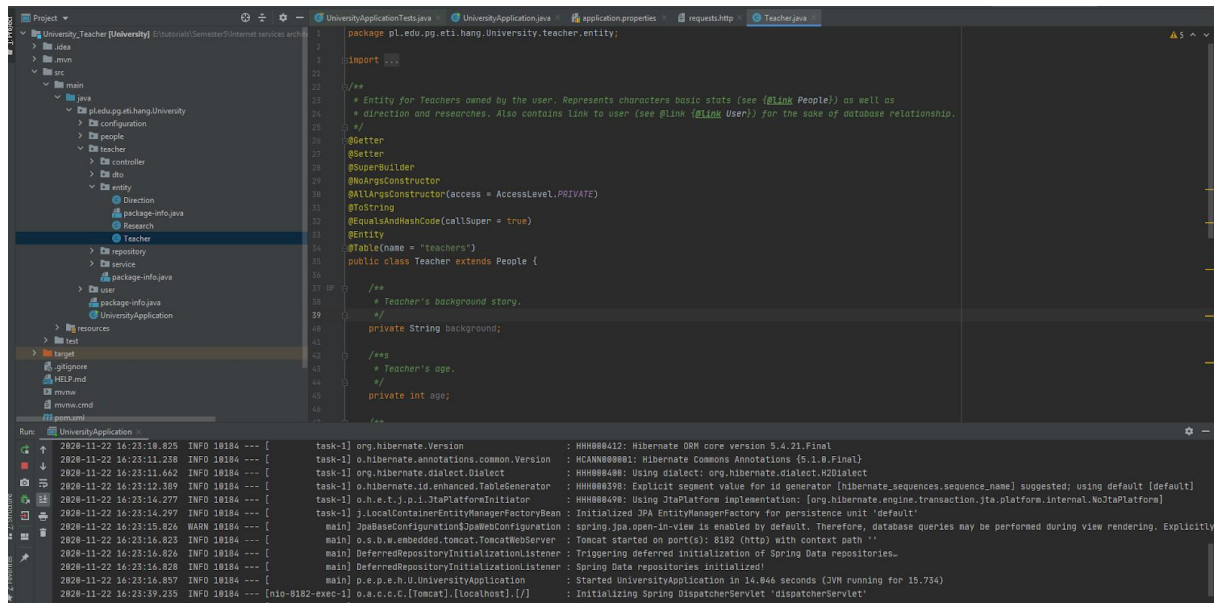 Project
UniversityApplicationTests.java
UniversityApplication.java
application.properties
requests.http
Teacher.java
University_Teacher [University] E:\tutorials\Semester5\Internet services archit
.idea
.mvn
src
main
java
pl.edu.pg.eti.hang.University
configuration
people
teacher
controller
dto
entity
Direction
package-info.java
Research
Teacher
repository
service
package-info.java
user
package-info.java
UniversityApplication
resources
test
target
.gitignore
HELP.md
mvnw
mvnw.cmd
pom.xml
5
1 package pl.edu.pg.eti.hang.University.teacher.entity;
2
3 import ...
21
22 /**
23 * Entity for Teachers owned by the user. Represents characters basic stats (see {@link People}) as well as
24 * direction and researches. Also contains link to user (see @link {@link User}) for the sake of database relationship.
25 */
26 @Getter
27 @Setter
28 @SuperBuilder
29 @NoArgsConstructor
30 @AllArgsConstructor(access = AccessLevel.PRIVATE)
31 @ToString
32 @EqualsAndHashCode(callSuper = true)
33 @Entity
34 @Table(name = "teachers")
35 public class Teacher extends People {
36
37 /**
38 * Teacher's background story.
39 */
40 private String background;
41
42 /**s
43 * Teacher's age.
44 */
45 private int age;
46
Run: UniversityApplication
2020-11-22 16:23:10.825 INFO 10184 --- [ task-1] org.hibernate.Version : HHH000412: Hibernate ORM core version 5.4.21.Final
2020-11-22 16:23:11.238 INFO 10184 --- [ task-1] o.hibernate.annotations.common.Version : HCANN000001: Hibernate Commons Annotations {5.1.0.Final}
2020-11-22 16:23:11.662 INFO 10184 --- [ task-1] org.hibernate.dialect.Dialect : HHH000400: Using dialect: org.hibernate.dialect.H2Dialect
2020-11-22 16:23:12.389 INFO 10184 --- [ task-1] o.hibernate.id.enhanced.TableGenerator : HHH000398: Explicit segment value for id generator [hibernate_sequences.sequence_name] suggested; using default [default]
2020-11-22 16:23:14.277 INFO 10184 --- [ task-1] o.h.e.t.j.p.i.JtaPlatformInitiator : HHH000490: Using JtaPlatform implementation: [org.hibernate.engine.transaction.jta.platform.internal.NoJtaPlatform]
2020-11-22 16:23:14.297 INFO 10184 --- [ task-1] j.LocalContainerEntityManagerFactoryBean : Initialized JPA EntityManagerFactory for persistence unit 'default'
2020-11-22 16:23:15.826 WARN 10184 --- [ main] JpaBaseConfiguration$JpaWebConfiguration : spring.jpa.open-in-view is enabled by default. Therefore, database queries may be performed during view rendering. Explicitly
2020-11-22 16:23:16.823 INFO 10184 --- [ main] o.s.b.w.embedded.tomcat.TomcatWebServer : Tomcat started on port(s): 8182 (http) with context path ''
2020-11-22 16:23:16.826 INFO 10184 --- [ main] DeferredRepositoryInitializationListener : Triggering deferred initialization of Spring Data repositories…
2020-11-22 16:23:16.828 INFO 10184 --- [ main] DeferredRepositoryInitializationListener : Spring Data repositories initialized!
2020-11-22 16:23:16.857 INFO 10184 --- [ main] p.e.p.e.h.U.UniversityApplication : Started UniversityApplication in 14.046 seconds (JVM running for 15.734)
2020-11-22 16:23:39.235 INFO 10184 --- [nio-8182-exec-1] o.a.c.c.C.[Tomcat].[localhost].[/] : Initializing Spring DispatcherServlet 'dispatcherServlet'